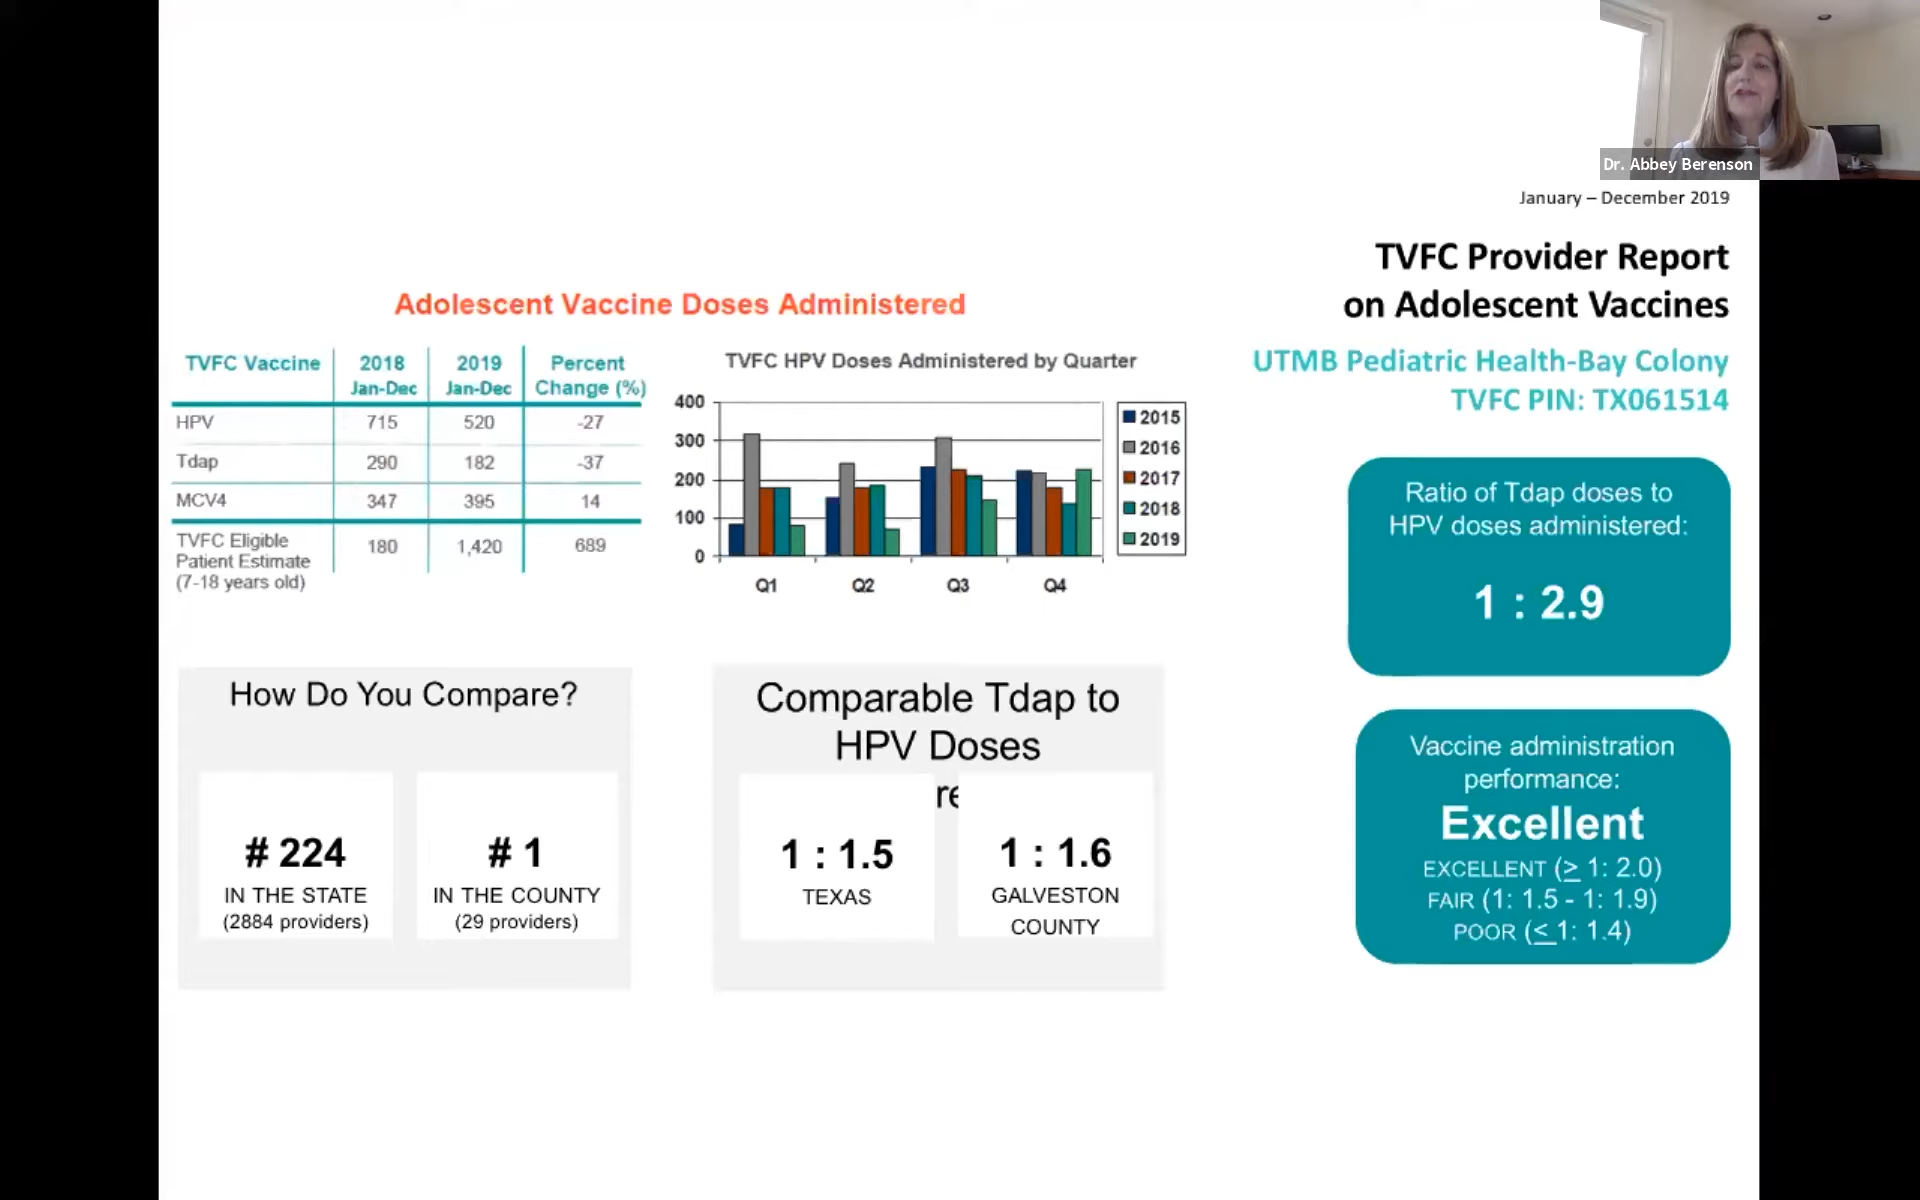 Dr. Abbey Berenson
January – December 2019
TVFC Provider Report
on Adolescent Vaccines
UTMB Pediatric Health-Bay Colony
TVFC PIN: TX061514
Adolescent Vaccine Doses Administered
TVFC Vaccine 2018 Jan-Dec 2019 Jan-Dec Percent Change (%)
HPV 715 520 -27
Tdap 290 182 -37
MCV4 347 395 14
TVFC Eligible Patient Estimate (7-18 years old) 180 1,420 689
TVFC HPV Doses Administered by Quarter
400
300
200
100
0
Q1 Q2 Q3 Q4
2015
2016
2017
2018
2019
Ratio of Tdap doses to
HPV doses administered:
1 : 2.9
How Do You Compare?
# 224
IN THE STATE
(2884 providers)
# 1
IN THE COUNTY
(29 providers)
Comparable Tdap to
HPV Doses
re
1 : 1.5
TEXAS
1 : 1.6
GALVESTON
COUNTY
Vaccine administration
performance:
Excellent
EXCELLENT (≥ 1: 2.0)
FAIR (1: 1.5 - 1: 1.9)
POOR (≤ 1: 1.4)